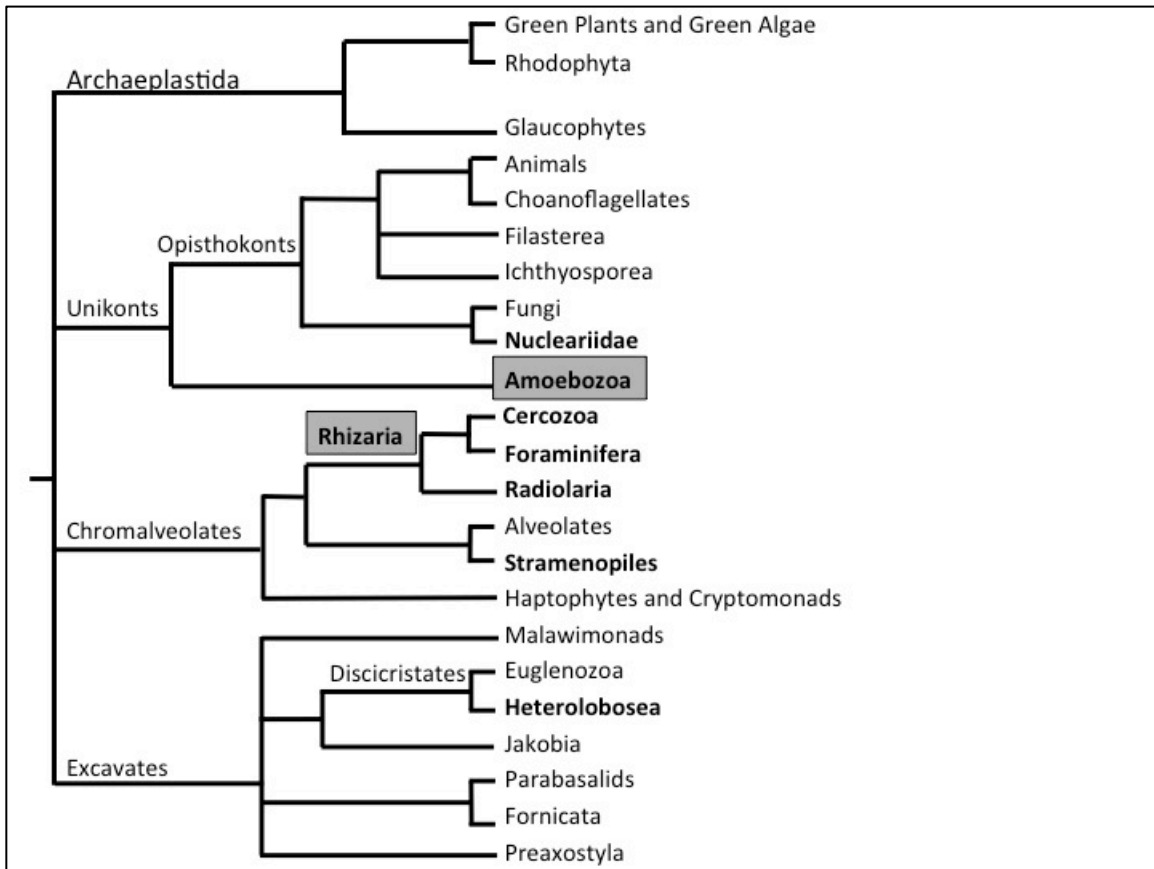 Green Plants and Green Algae
Archaeplastida
Rhodophyta
Glaucophytes
Animals
Choanoflagellates
Opisthokonts
Filasterea
Ichthyosporea
Unikonts
Fungi
Nucleariidae
Amoebozoa
Cercozoa
Rhizaria
Foraminifera
Radiolaria
Chromalveolates
Alveolates
Stramenopiles
Haptophytes and Cryptomonads
Malawimonads
Discicristates
Euglenozoa
Heterolobosea
Jakobia
Excavates
Parabasalids
Fornicata
Preaxostyla